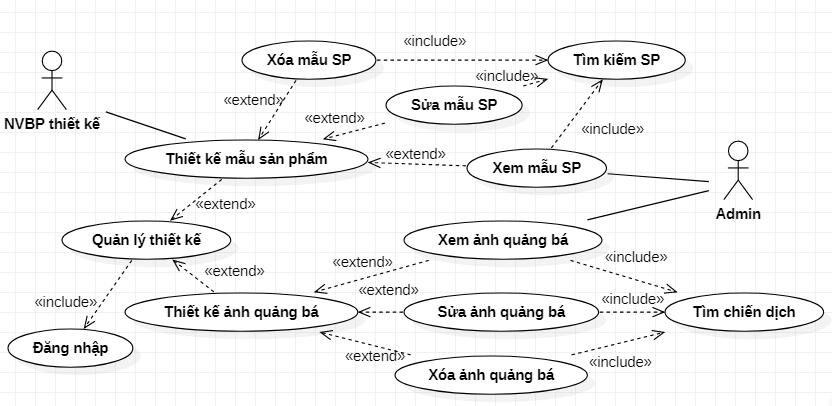 «include»
Xóa mẫu SP
Tìm kiếm SP
«include»
«extend»
Sửa mẫu SP
NVBP thiết kế
«extend»
«include»
Thiết kế mẫu sản phẩm
«extend»
Xem mẫu SP
«extend»
Admin
Quản lý thiết kế
Xem ảnh quảng bá
«extend»
«include»
«extend»
«extend»
«include»
«include»
Thiết kế ảnh quảng bá
Sửa ảnh quảng bá
Tìm chiến dịch
Đăng nhập
«extend»
«include»
Xóa ảnh quảng bá